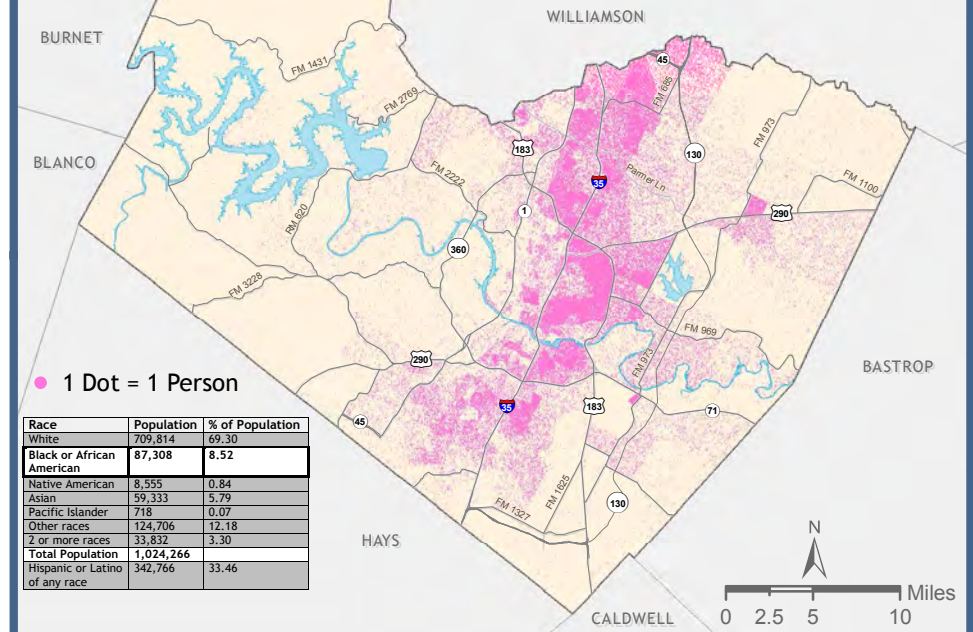 WILLIAMSON
BURNET
45
FM 1431
FM 685
FM 2769
FM 973
183
130
BLANCO
FM 2222
Parmer Ln
35
FM 1100
1
290
RM 620
360
FM 3228
FM 969
290
FM 973
BASTROP
1 Dot = 1 Person
35
183
71
45
Race Population % of Population
White 709,814 69.30
Black or African 87,308 8.52
American
Native American 8,555 0.84
Asian 59,333 5.79
Pacific Islander 718 0.07
Other races 124,706 12.18
2 or more races 33,832 3.30
Total Population 1,024,266
Hispanic or Latino 342,766 33.46
of any race
FM 1625
130
FM 1327
HAYS
N
Miles
0 2.5 5 10
CALDWELL